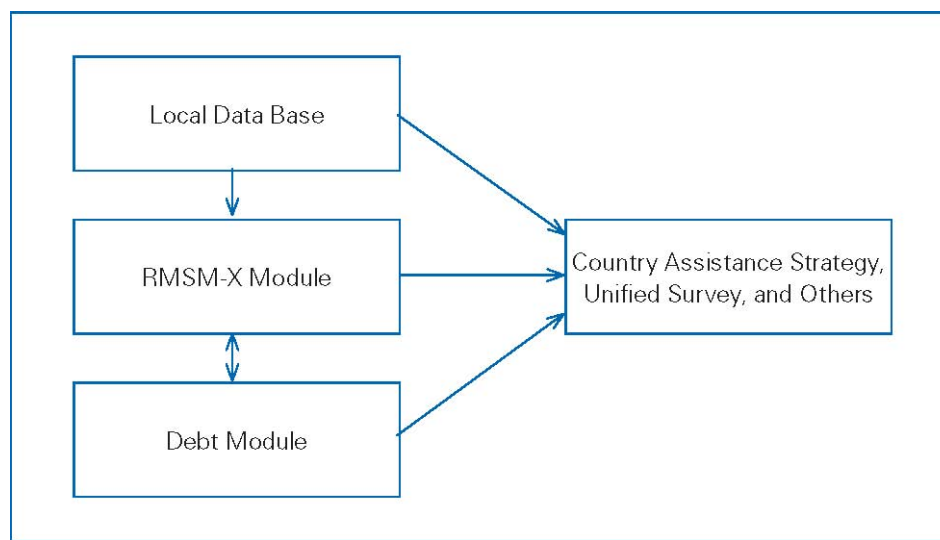 Local Data Base
RMSM-X Module
Country Assistance Strategy,
Unified Survey, and Others
Debt Module